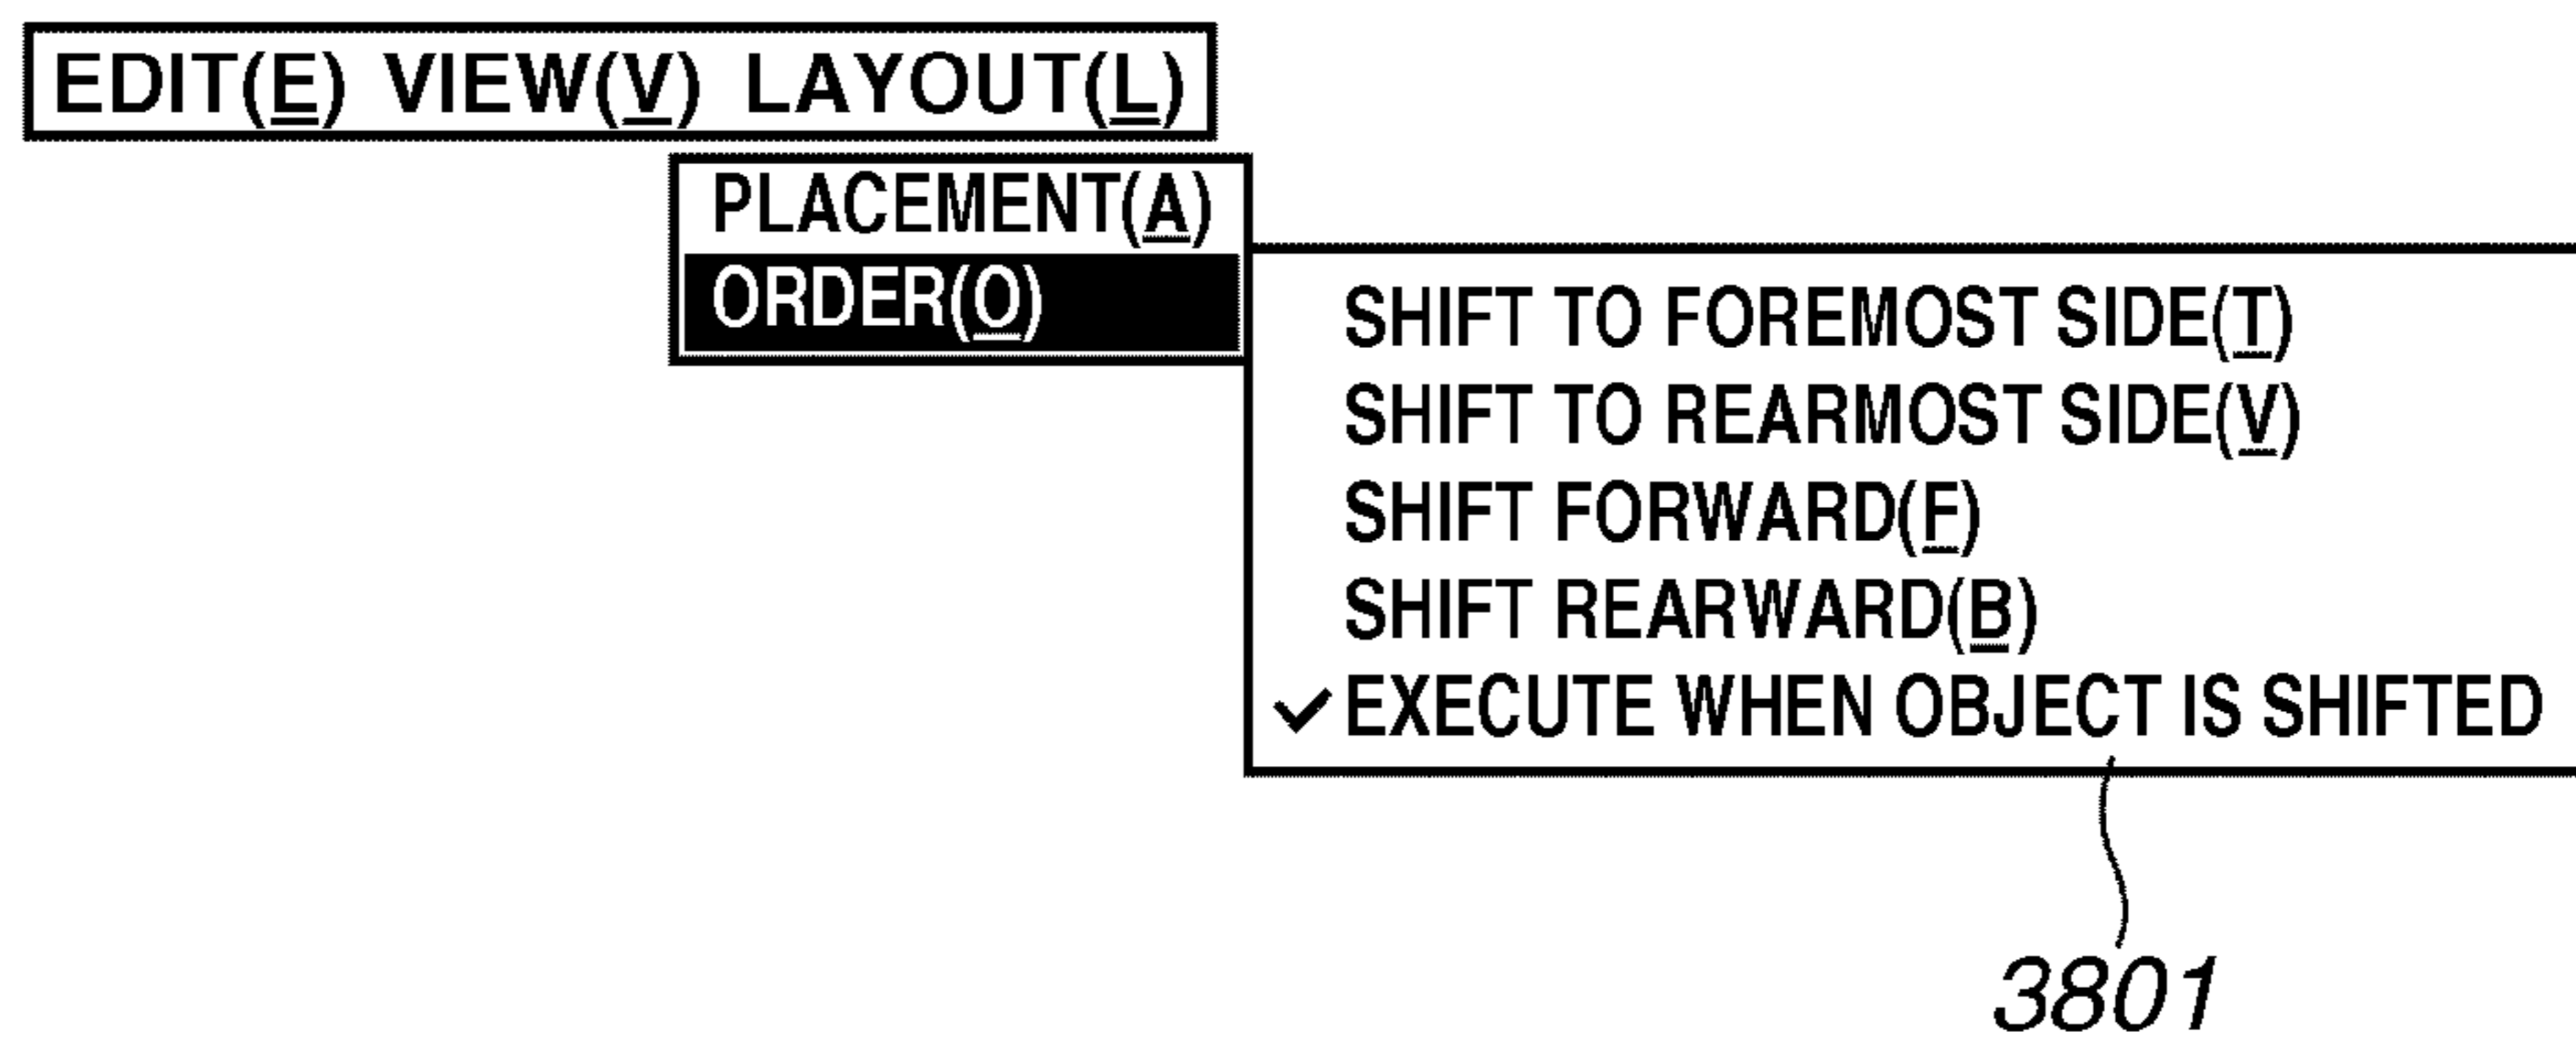 EDIT(E) VIEW(V) LAYOUT(L)
PLACEMENT(A)
ORDER(O)
SHIFT TO FOREMOST SIDE(T)
SHIFT TO REARMOST SIDE(V)
SHIFT FORWARD(F)
SHIFT REARWARD(B)
✓EXECUTE WHEN OBJECT IS SHIFTED
3801